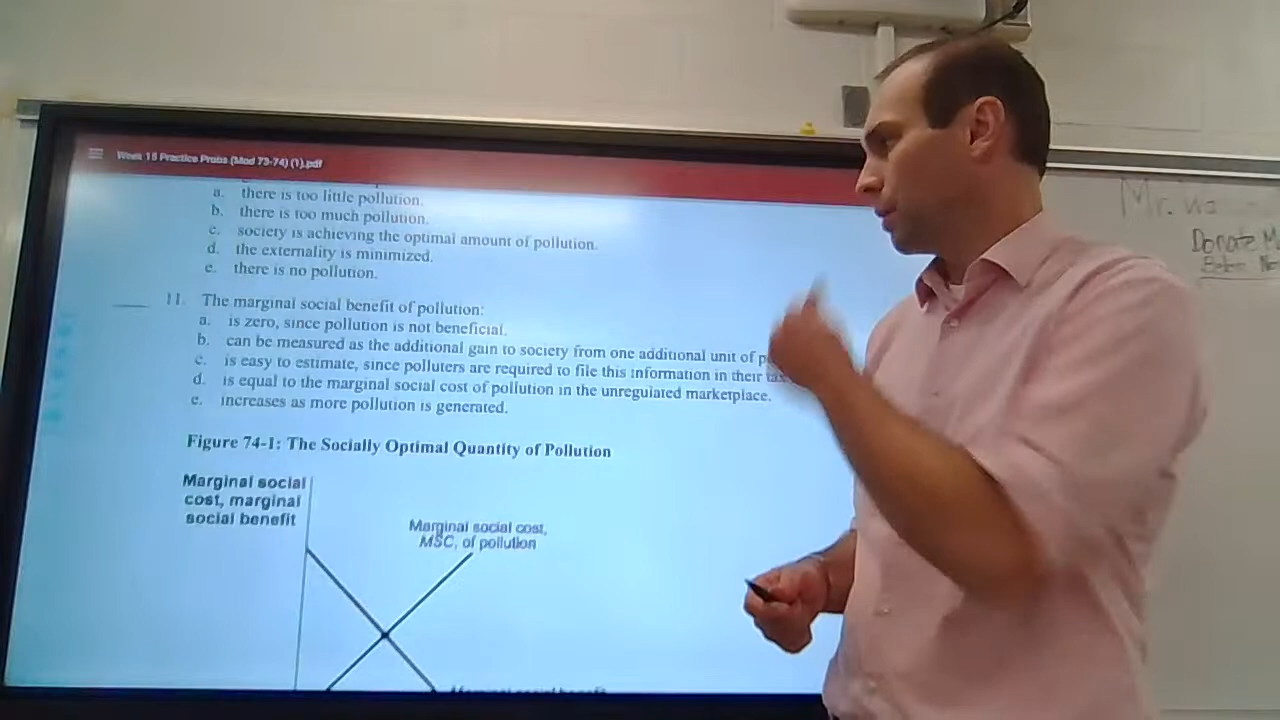 Week 15 Practice Probs (Mod 73-74) (1).pdf
a. there is too little pollution.
b. there is too much pollution.
c. society is achieving the optimal amount of pollution.
d. the externality is minimized.
e. there is no pollution.
11. The marginal social benefit of pollution:
a. is zero, since pollution is not beneficial.
b. can be measured as the additional gain to society from one additional unit of
c. is easy to estimate, since polluters are required to file this information in their
d. is equal to the marginal social cost of pollution in the unregulated marketplace.
e. increases as more pollution is generated.
Figure 74-1: The Socially Optimal Quantity of Pollution
Marginal social
cost, marginal
social benefit
Marginal social cost,
MSC, of pollution
Marginal social benefit
Mr.
Donate